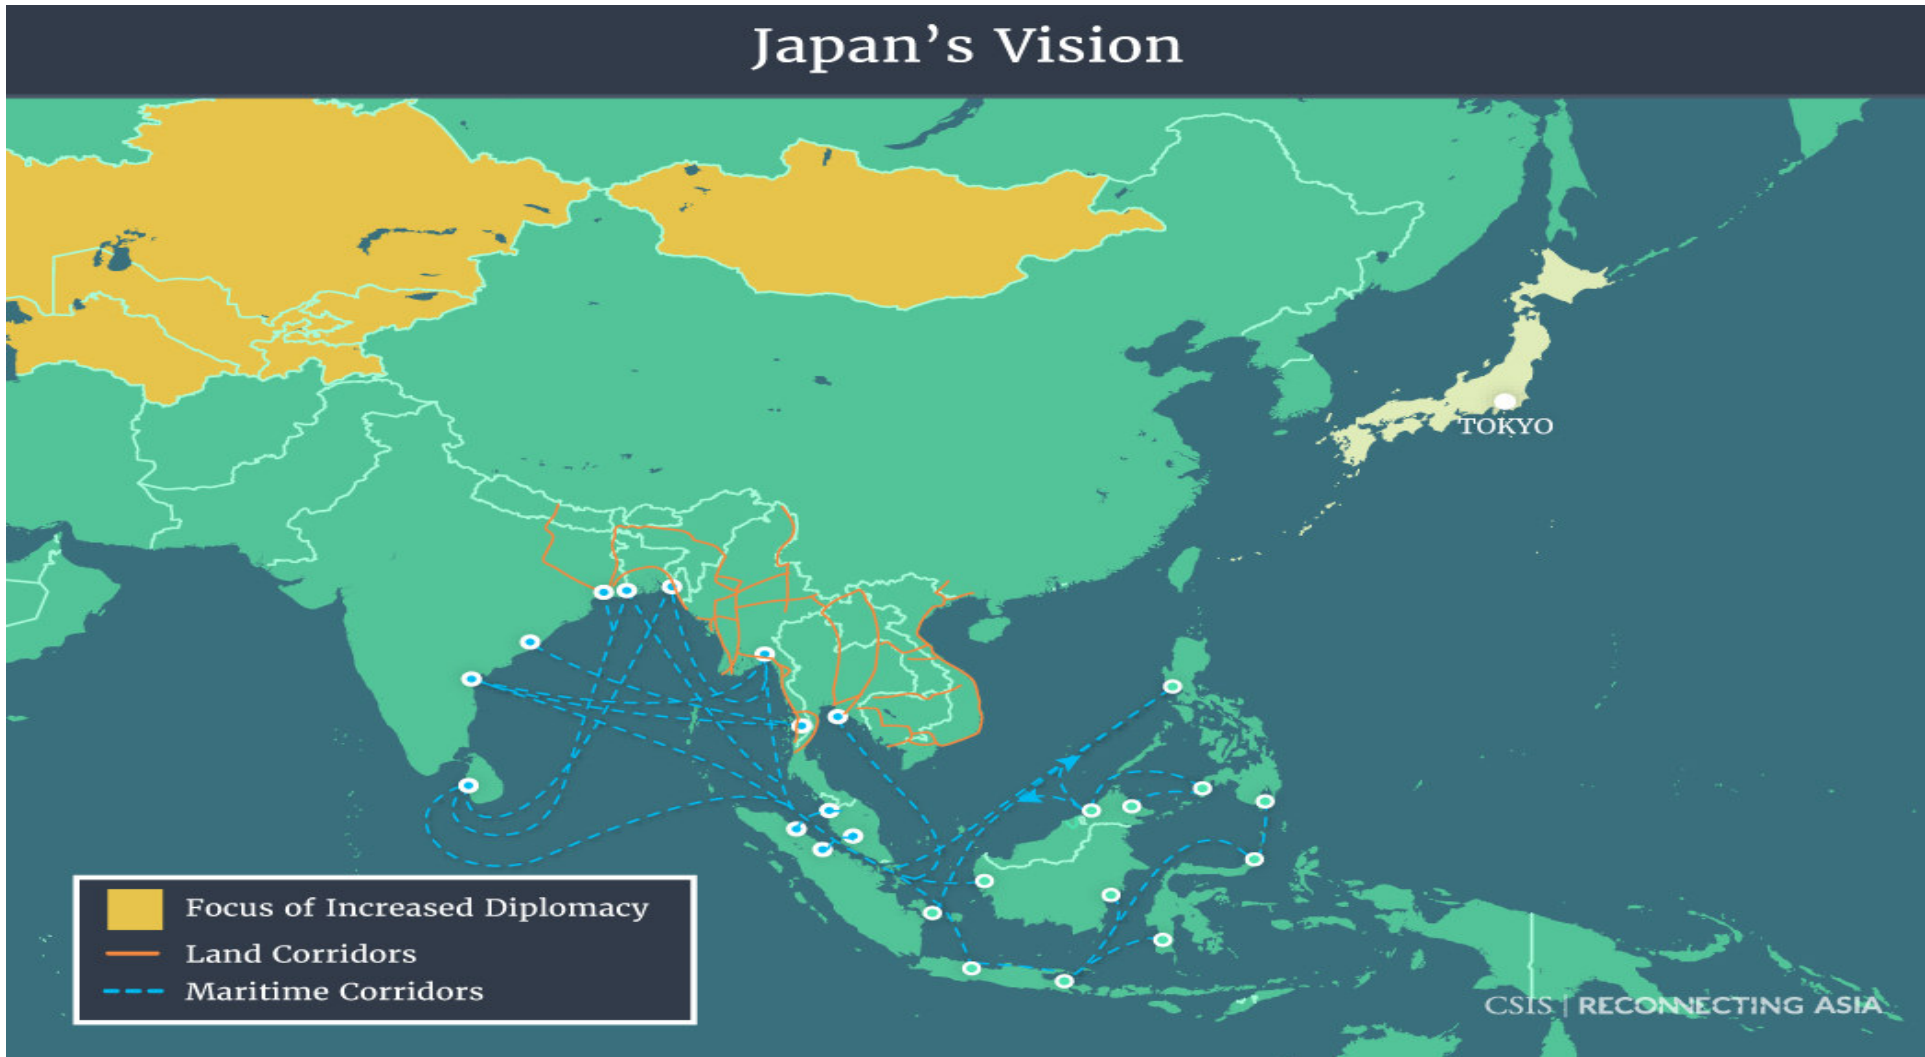 Japan's Vision
TOKYO
Focus of Increased Diplomacy
Land Corridors
Maritime Corridors
CSIS | RECONNECTING ASIA